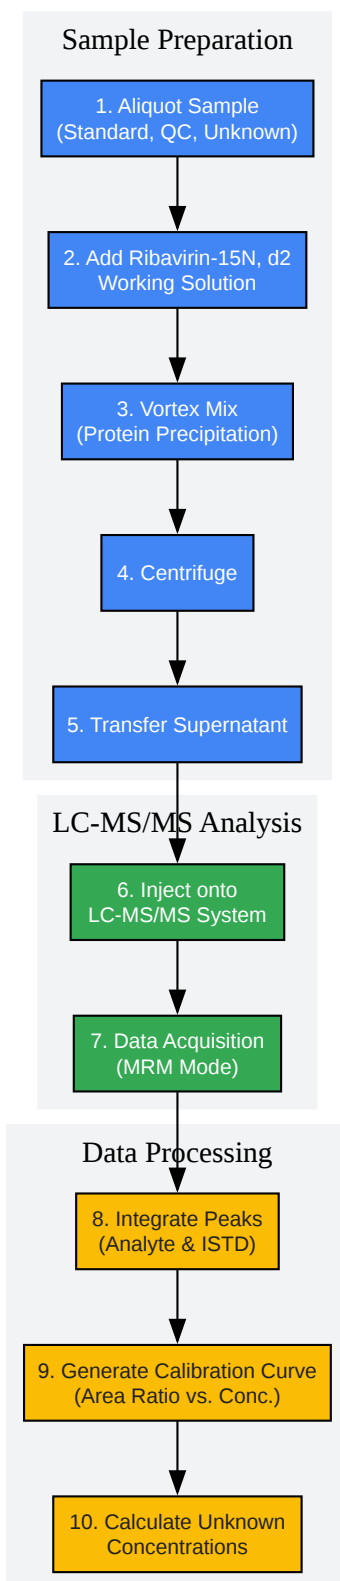 Sample Preparation
1. Aliquot Sample
(Standard, QC, Unknown)
2. Add Ribavirin-15N, d2
Working Solution
3. Vortex Mix
(Protein Precipitation)
4. Centrifuge
5. Transfer Supernatant
LC-MS/MS Analysis
6. Inject onto
LC-MS/MS System
7. Data Acquisition
(MRM Mode)
Data Processing
8. Integrate Peaks
(Analyte & ISTD)
9. Generate Calibration Curve
(Area Ratio vs. Conc.)
10. Calculate Unknown
Concentrations